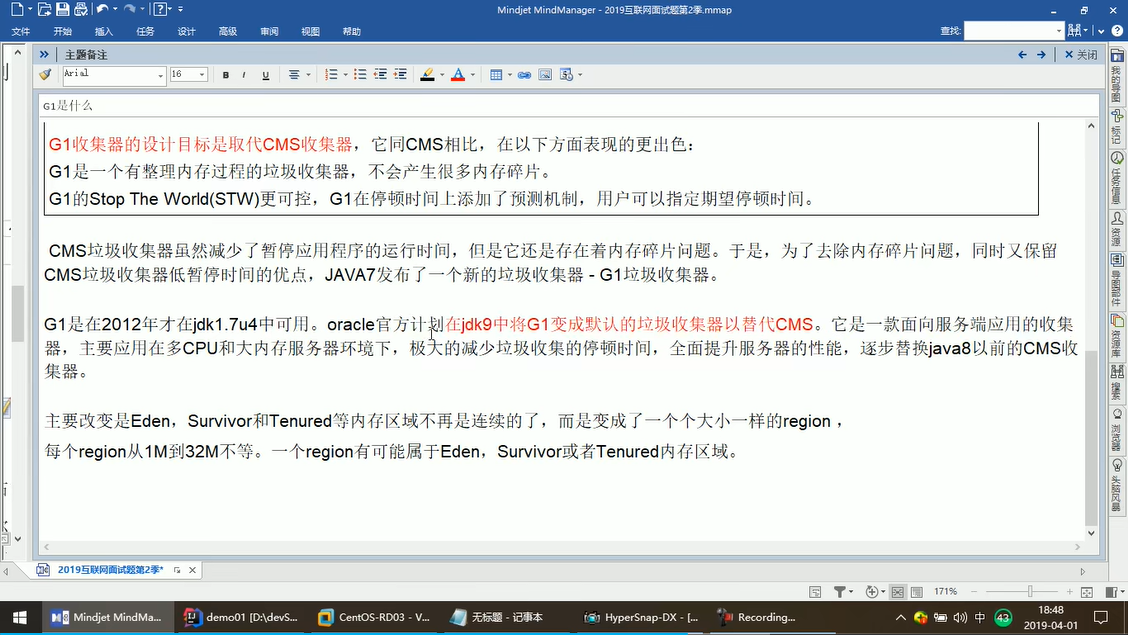 Mindjet MindManager - 2019互联网面试题第2季.mmap
文件 开始 插入 任务 设计 高级 审阅 视图 帮助 查找:
主题备注 关闭
Arial 16 B I U A
G1是什么
G1收集器的设计目标是取代CMS收集器，它同CMS相比，在以下方面表现的更出色：
G1是一个有整理内存过程的垃圾收集器，不会产生很多内存碎片。
G1的Stop The World(STW)更可控，G1在停顿时间上添加了预测机制，用户可以指定期望停顿时间。
CMS垃圾收集器虽然减少了暂停应用程序的运行时间，但是它还是存在着内存碎片问题。于是，为了去除内存碎片问题，同时又保留
CMS垃圾收集器低暂停时间的优点，JAVA7发布了一个新的垃圾收集器 - G1垃圾收集器。
G1是在2012年才在jdk1.7u4中可用。oracle官方计划在jdk9中将G1变成默认的垃圾收集器以替代CMS。它是一款面向服务端应用的收集
器，主要应用在多CPU和大内存服务器环境下，极大的减少垃圾收集的停顿时间，全面提升服务器的性能，逐步替换java8以前的CMS收
集器。
主要改变是Eden，Survivor和Tenured等内存区域不再是连续的了，而是变成了一个个大小一样的region ，
每个region从1M到32M不等。一个region有可能属于Eden，Survivor或者Tenured内存区域。
我的导图
标记
任务信息
资源
导图部件
资源库
搜索
浏览器
头脑风暴
2019互联网面试题第2季*
171%
Mindjet MindMa... demo01 [D:\devS... CentOS-RD03 - V... 无标题 - 记事本 HyperSnap-DX - [... Recording... 中 43 18:48
2019-04-01